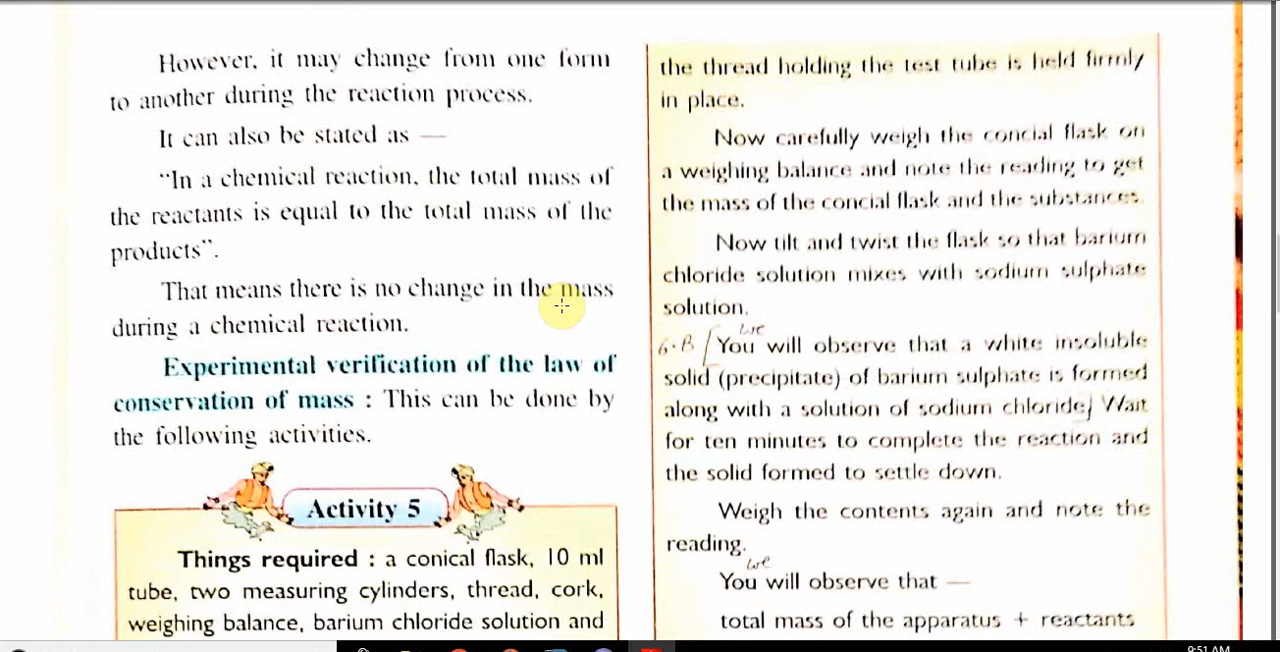 However, it may change from one form
to another during the reaction process.
It can also be stated as —
“In a chemical reaction, the total mass of
the reactants is equal to the total mass of the
products”.
That means there is no change in the mass
during a chemical reaction.
Experimental verification of the law of
conservation of mass : This can be done by
the following activities.
Activity 5
Things required : a conical flask, 10 ml
tube, two measuring cylinders, thread, cork,
weighing balance, barium chloride solution and
the thread holding the test tube is held firmly
in place.
Now carefully weigh the concial flask on
a weighing balance and note the reading to get
the mass of the concial flask and the substances.
Now tilt and twist the flask so that barium
chloride solution mixes with sodium sulphate
solution.
we
6.B You will observe that a white insoluble
solid (precipitate) of barium sulphate is formed
along with a solution of sodium chloride. Wait
for ten minutes to complete the reaction and
the solid formed to settle down.
Weigh the contents again and note the
reading.
we
You will observe that —
total mass of the apparatus + reactants
9:51 AM